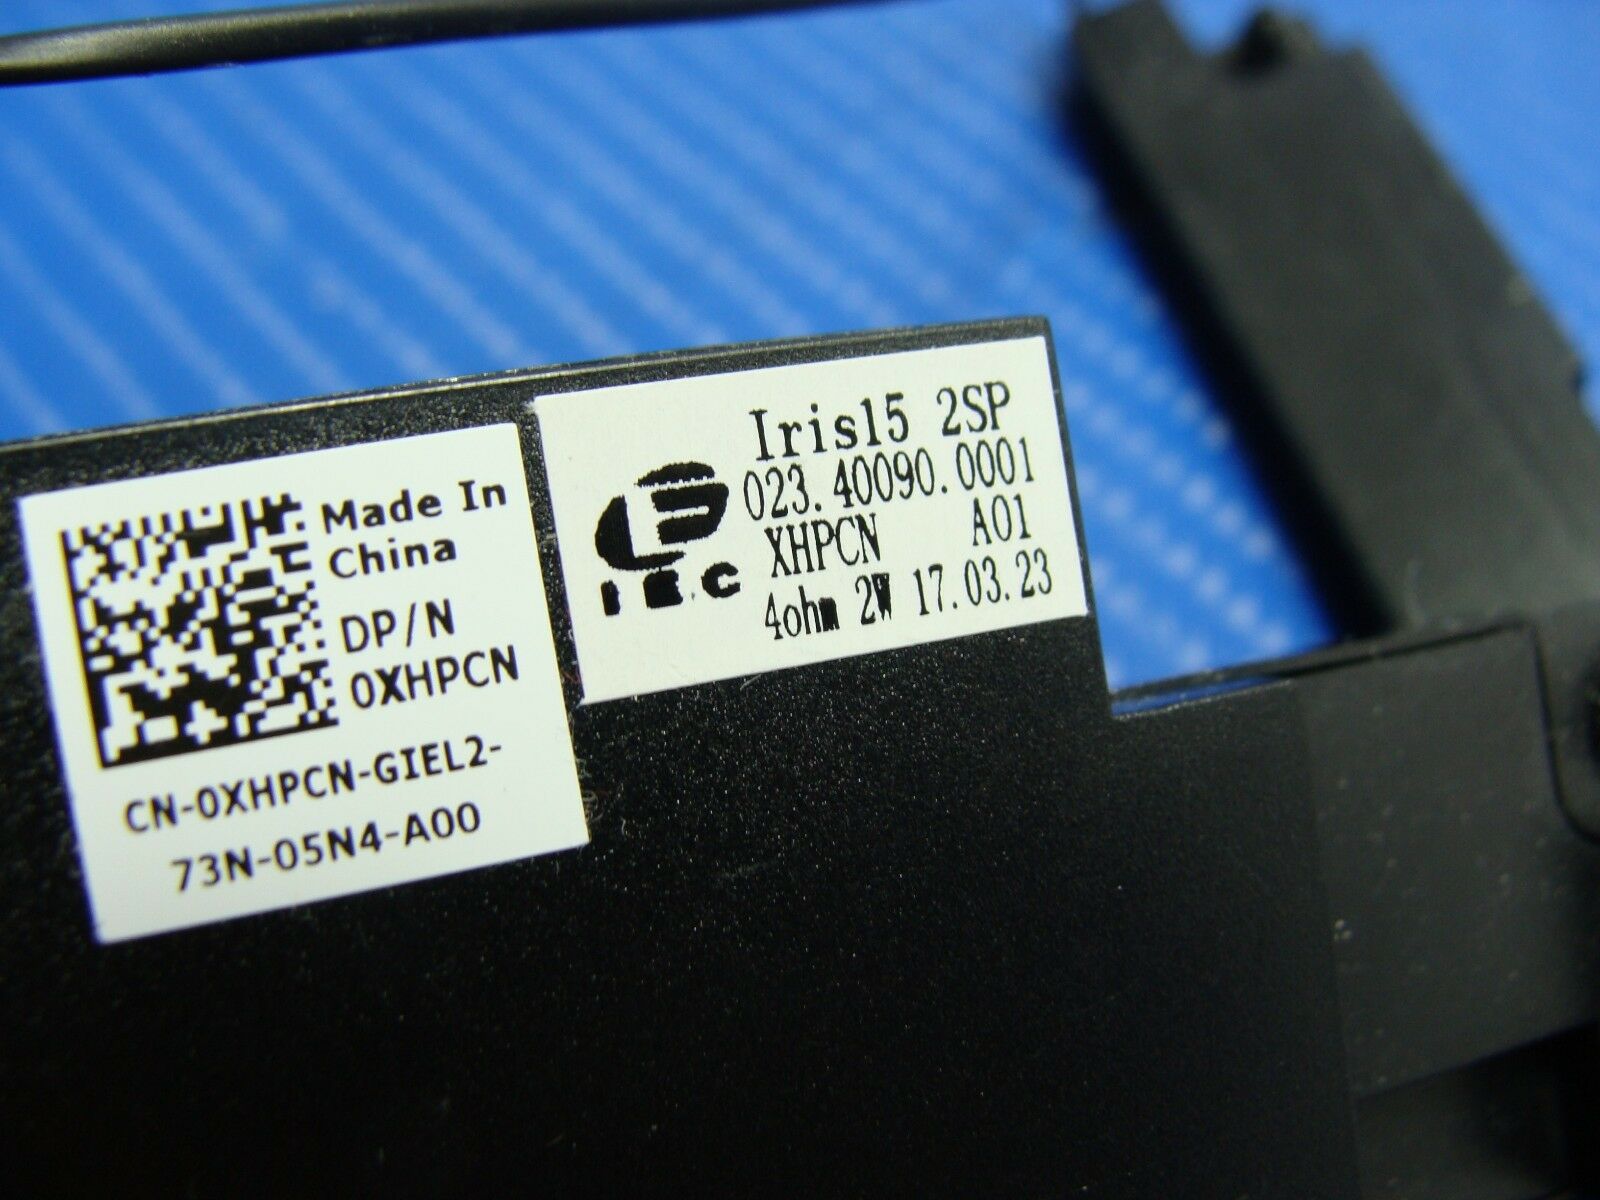 Made In
China
DP/N
0XHPCN
CN-0XHPCN-GIEL2-
73N-05N4-A00
Iris15 2SP
023.40090.0001
XHPCN A01
4ohm 2W 17.03.23